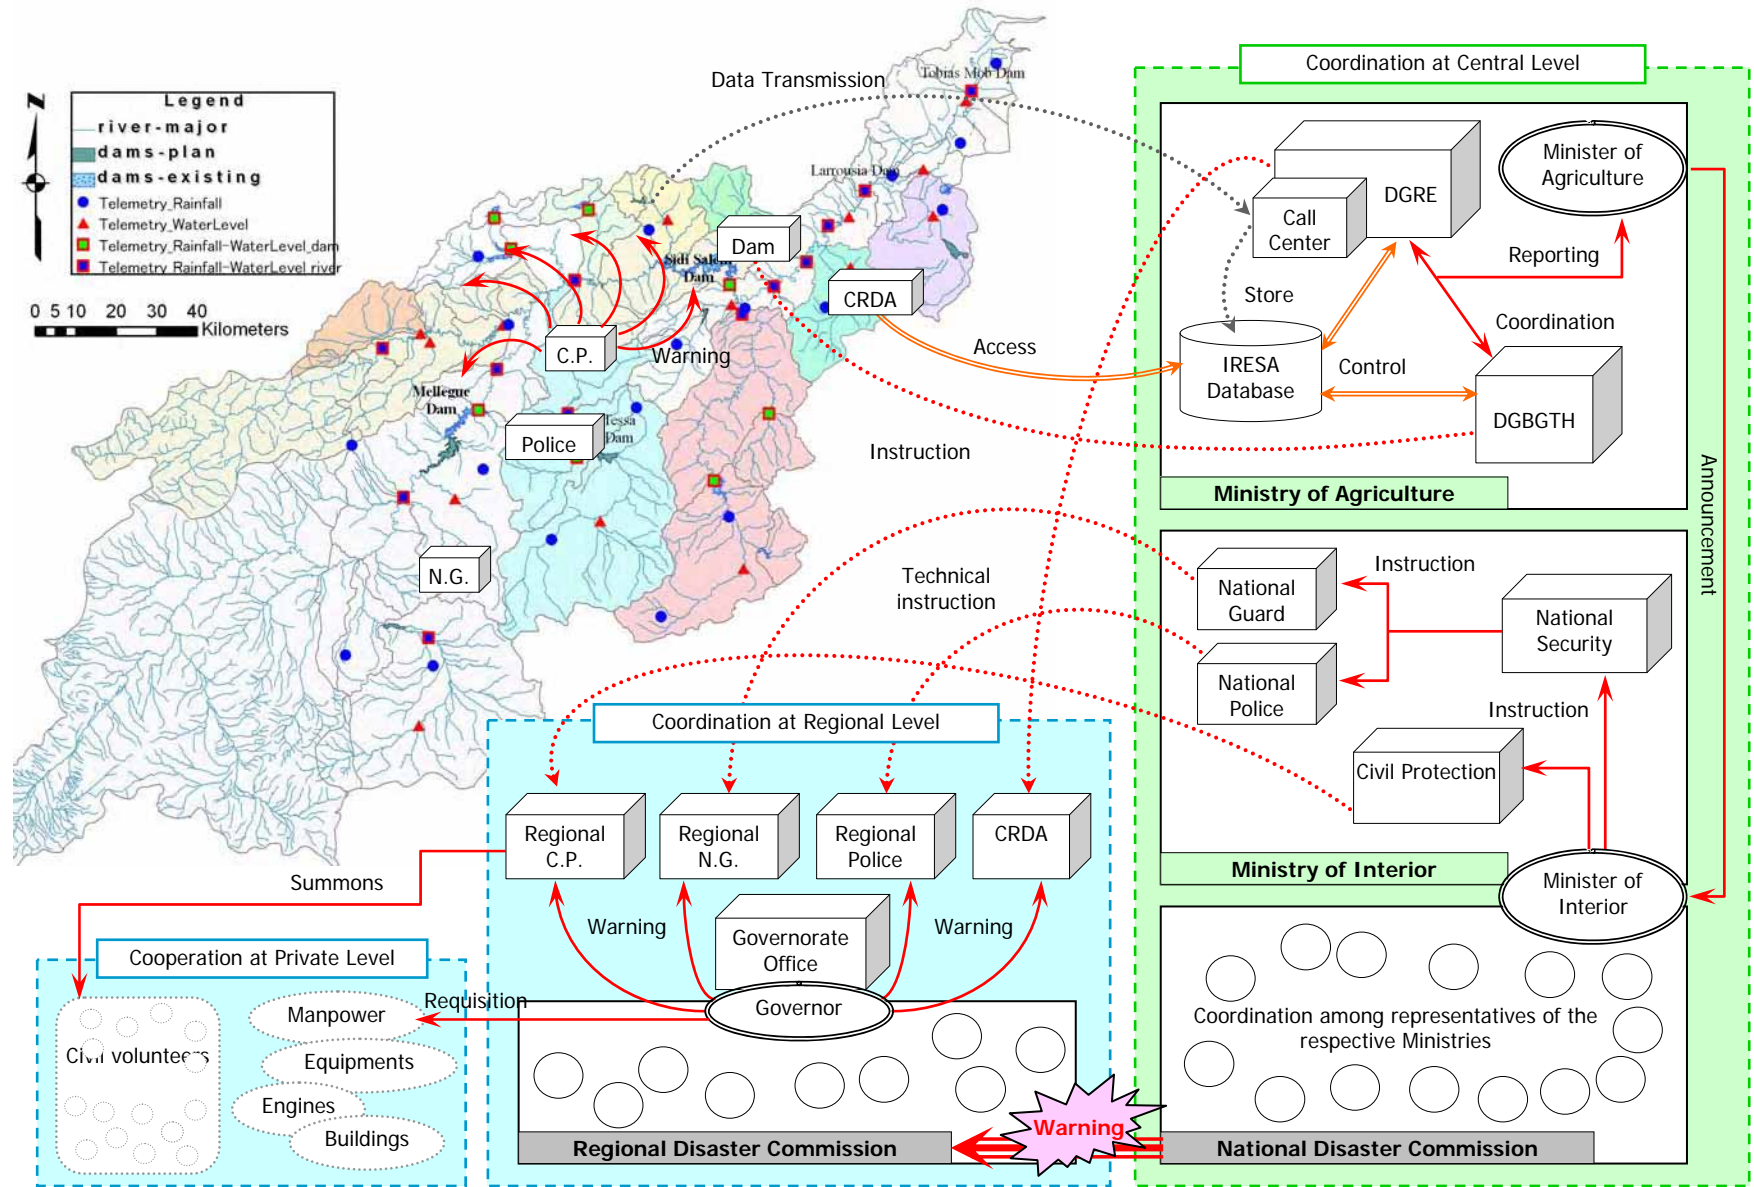 Data Transmission
Coordination at Central Level
Legend
river-major
dams-plan
dams-existing
Telemetry_Rainfall
Telemetry_WaterLevel
Telemetry_Rainfall-WaterLevel_dam
Telemetry_Rainfall-WaterLevel_river
N
0 5 10 20 30 40
Kilometers
Tobias Mob Dam
Larrousia Dam
Sidi Salem
Dam
Mellegue
Dam
Tessa
Dam
Dam
CRDA
C.P.
Warning
Police
N.G.
Access
Instruction
Technical
instruction
DGRE
Call
Center
Minister of
Agriculture
Reporting
Store
Coordination
IRESA
Database
Control
DGBGTH
Ministry of Agriculture
Announcement
National
Guard
Instruction
National
Security
National
Police
Instruction
Civil Protection
Ministry of Interior
Minister of
Interior
Coordination among representatives of the
respective Ministries
National Disaster Commission
Coordination at Regional Level
Regional
C.P.
Regional
N.G.
Regional
Police
CRDA
Summons
Warning
Warning
Governorate
Office
Governor
Regional Disaster Commission
Warning
Cooperation at Private Level
Requisition
Civil volunteers
Manpower
Equipments
Engines
Buildings